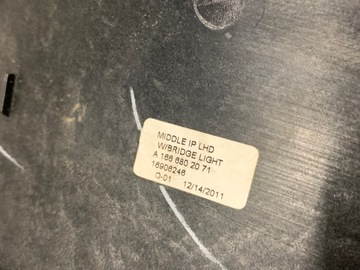 MIDDLE IP LHD
W/BRIDGE LIGHT
A 166 680 20 71
16906246
Q-01 12/14/2011